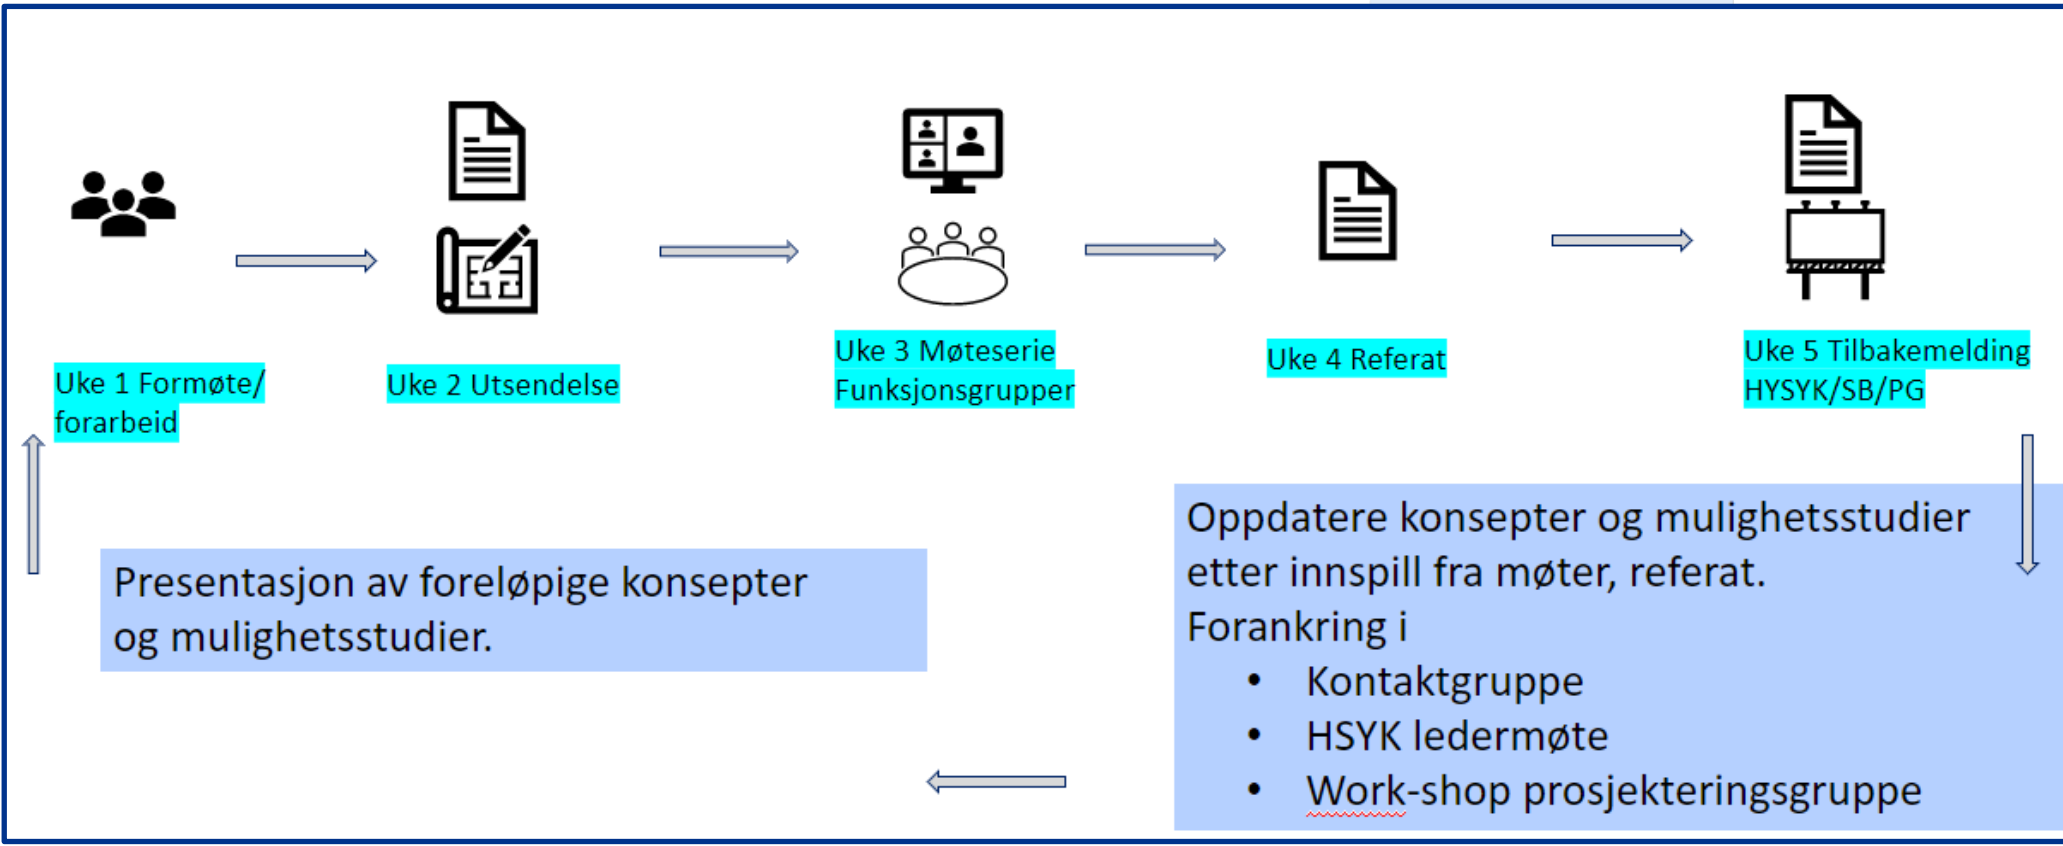 Uke 1 Formøte/
forarbeid
Uke 2 Utsendelse
Uke 3 Møteserie
Funksjonsgrupper
Uke 4 Referat
Uke 5 Tilbakemelding
HYSYK/SB/PG
Oppdatere konsepter og mulighetsstudier
etter innspill fra møter, referat.
Forankring i
• Kontaktgruppe
• HSYK ledermøte
• Work-shop prosjekteringsgruppe
Presentasjon av foreløpige konsepter
og mulighetsstudier.